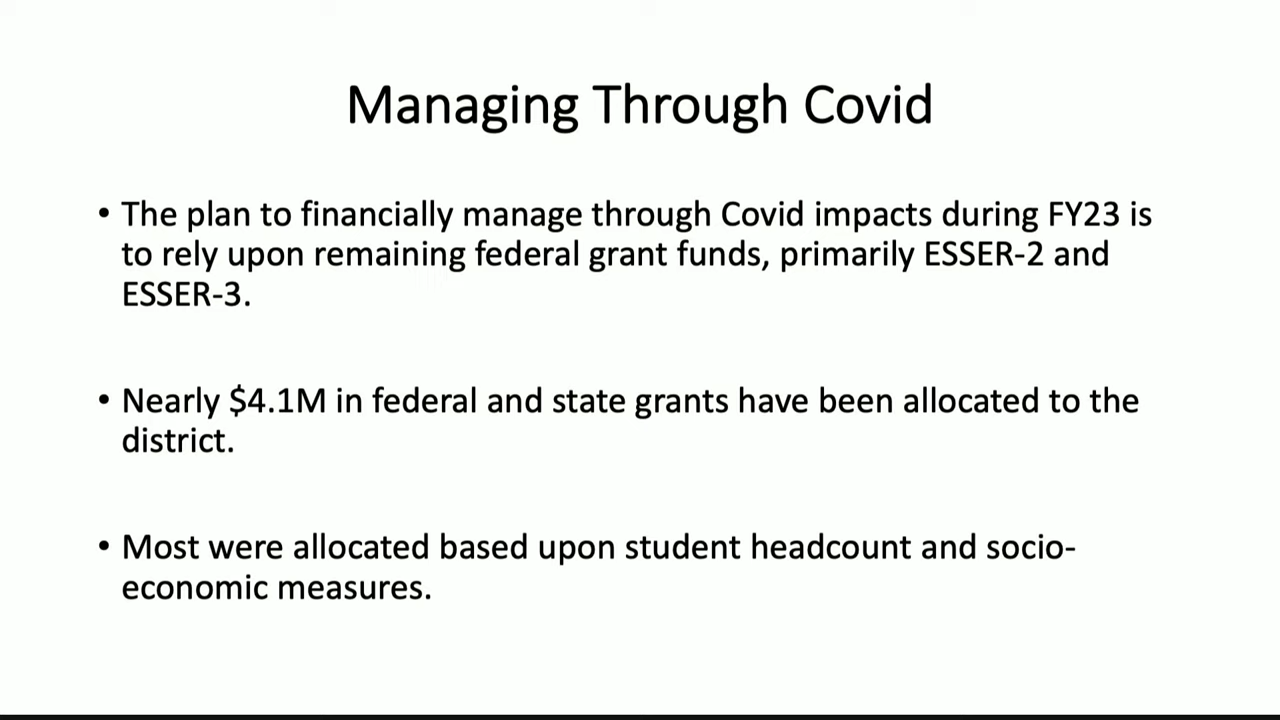 Managing Through Covid
• The plan to financially manage through Covid impacts during FY23 is
to rely upon remaining federal grant funds, primarily ESSER-2 and
ESSER-3.
• Nearly $4.1M in federal and state grants have been allocated to the
district.
• Most were allocated based upon student headcount and socio-
economic measures.